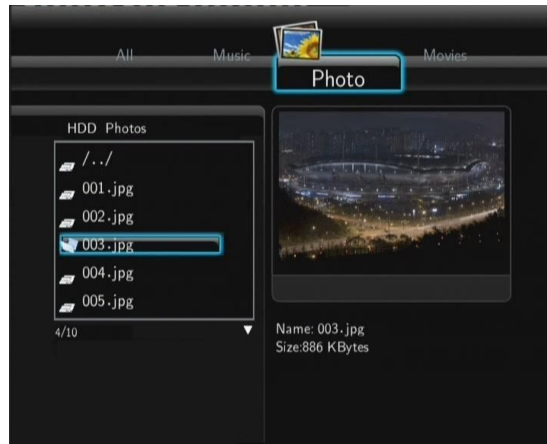 All Music Photo Movies
HDD Photos
/../
001.jpg
002.jpg
003.jpg
004.jpg
005.jpg
4/10
Name: 003.jpg
Size:886 KBytes